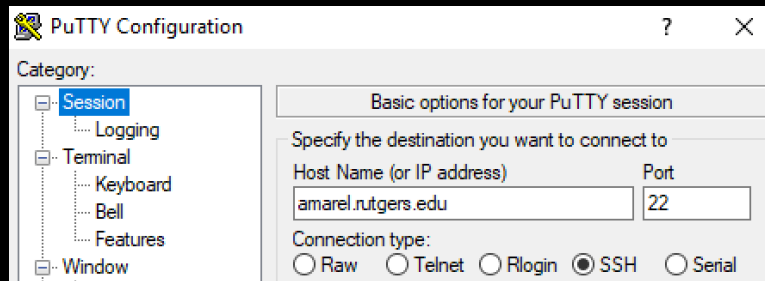 PuTTY Configuration ? ×
Category:
Session
Logging
Terminal
Keyboard
Bell
Features
Window
Basic options for your PuTTY session
Specify the destination you want to connect to
Host Name (or IP address) Port
amarel.rutgers.edu 22
Connection type:
Raw Telnet Rlogin SSH Serial